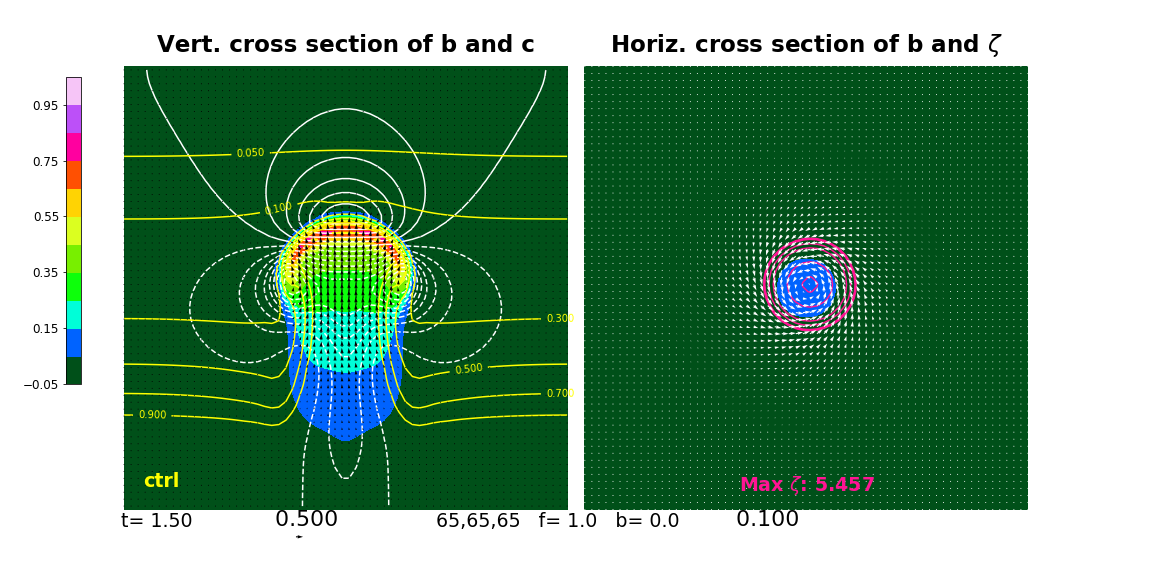 Vert. cross section of b and c
Horiz. cross section of b and ζ
0.95
0.75
0.55
0.35
0.15
−0.05
0.050
0.100
0.300
0.500
0.700
0.900
ctrl
Max ζ: 5.457
t= 1.50 0.500 65,65,65 f= 1.0 b= 0.0 0.100